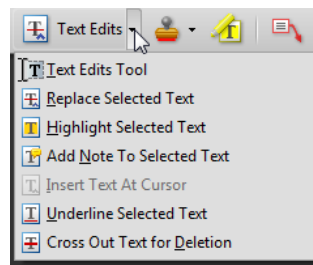 Text Edits
Text Edits Tool
Replace Selected Text
Highlight Selected Text
Add Note To Selected Text
Insert Text At Cursor
Underline Selected Text
Cross Out Text for Deletion